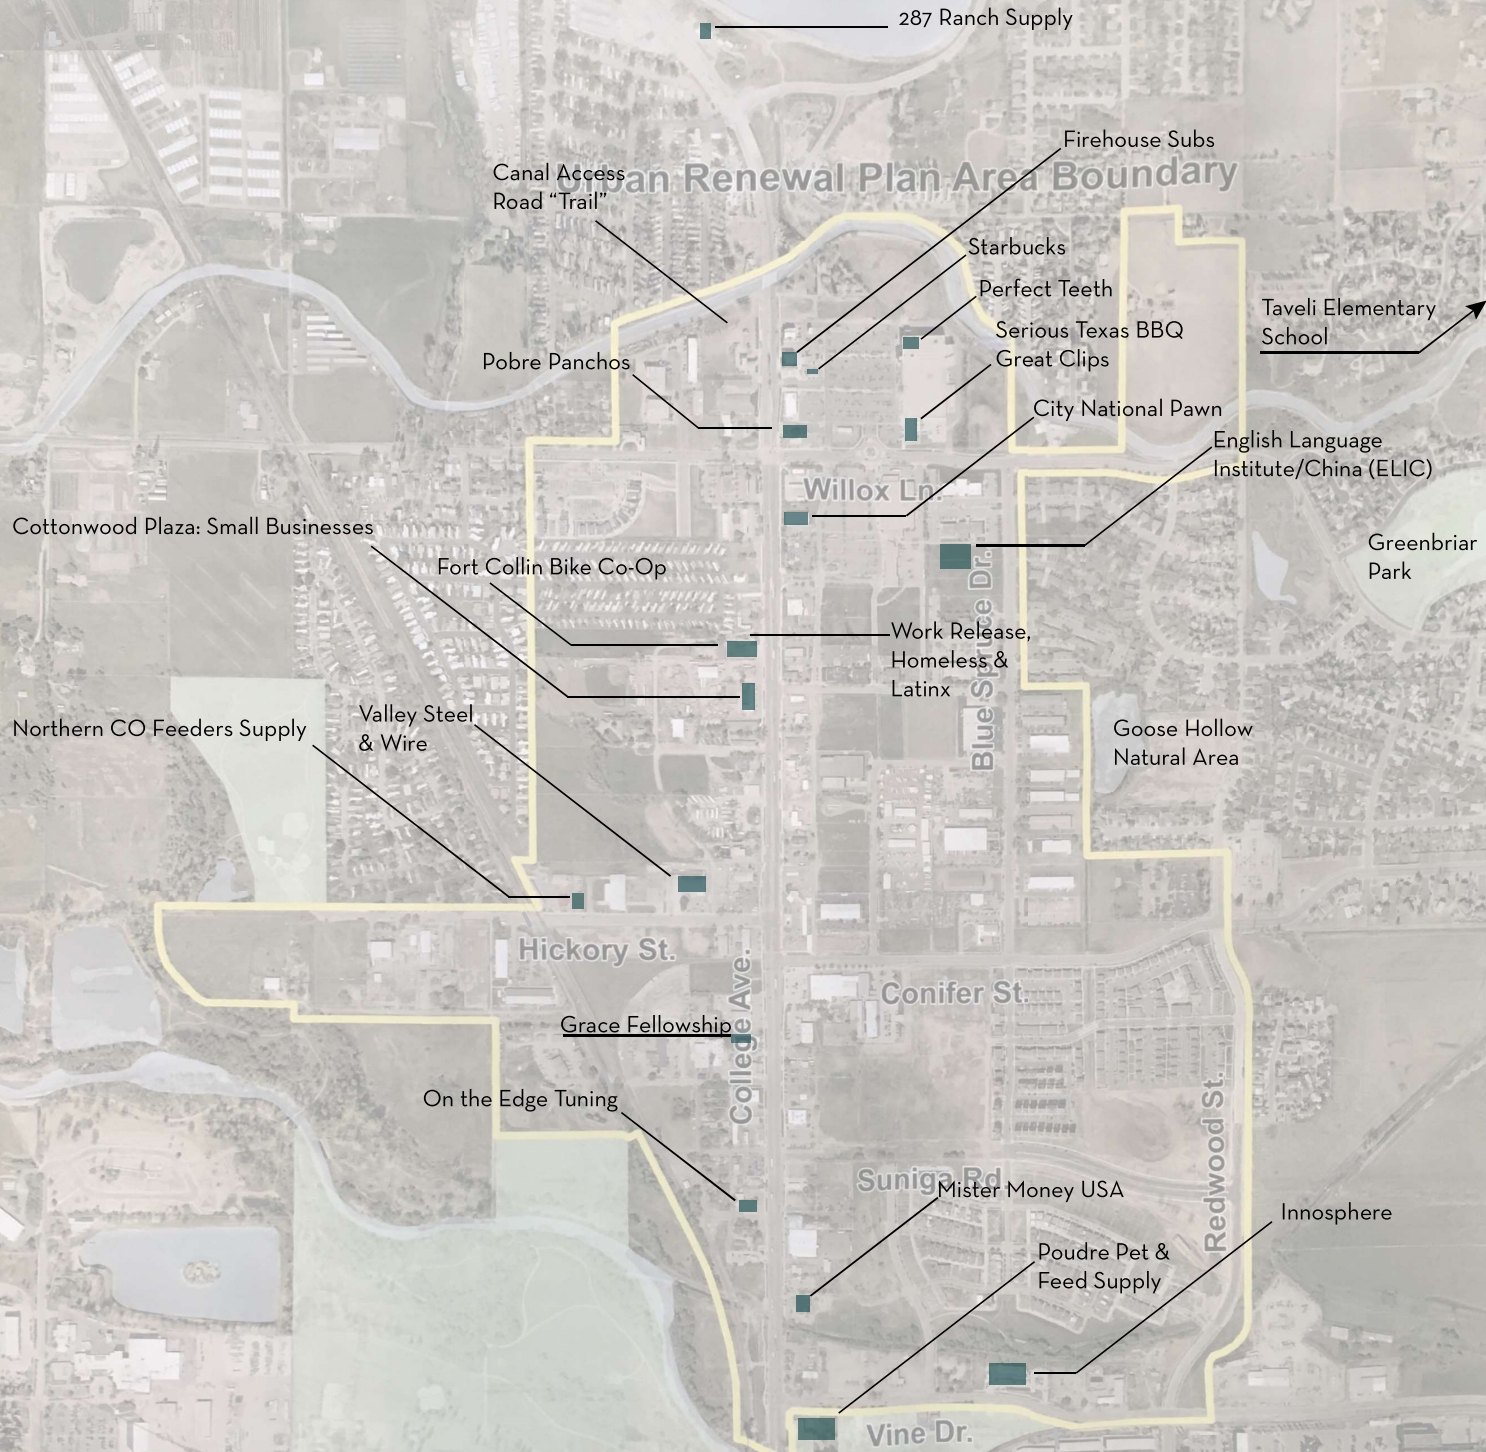 287 Ranch Supply
Firehouse Subs
Canal Access
Road “Trail”
Urban Renewal Plan Area Boundary
Starbucks
Perfect Teeth
Taveli Elementary
School
Serious Texas BBQ
Great Clips
Pobre Panchos
City National Pawn
English Language
Institute/China (ELIC)
Willox Ln.
Cottonwood Plaza: Small Businesses
Greenbriar
Park
Fort Collin Bike Co-Op
Blue Spruce Dr.
Work Release,
Homeless &
Latinx
Northern CO Feeders Supply
Valley Steel
& Wire
Goose Hollow
Natural Area
Hickory St.
College Ave.
Conifer St.
Grace Fellowship
On the Edge Tuning
Redwood St.
Suniga Rd.
Mister Money USA
Innosphere
Poudre Pet &
Feed Supply
Vine Dr.